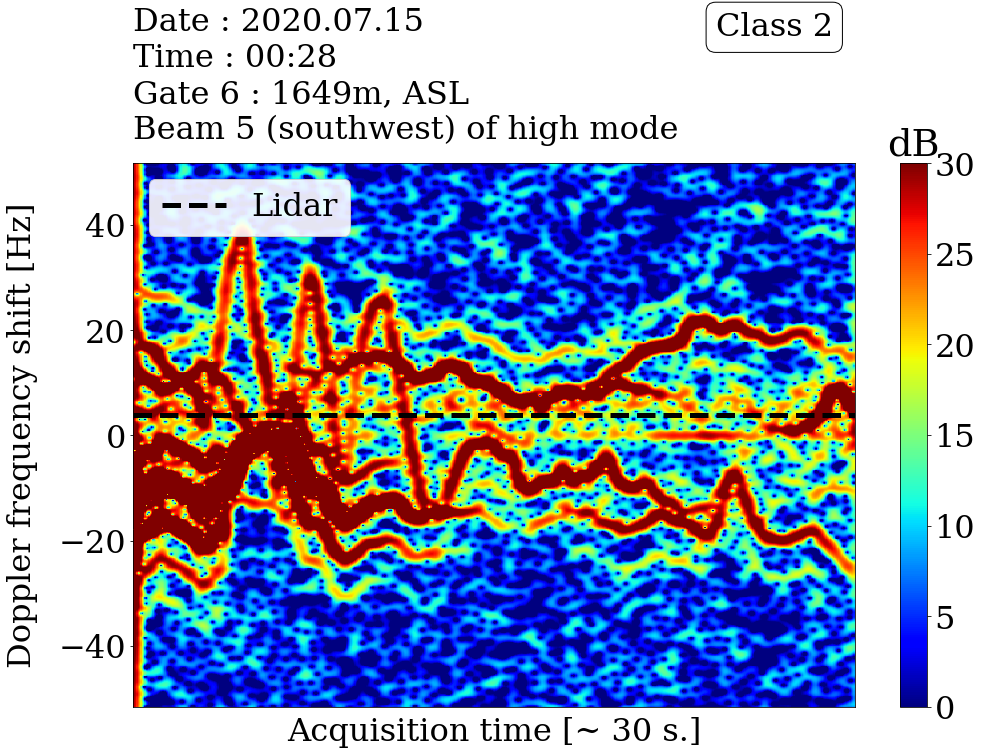 Date : 2020.07.15
Time : 00:28
Gate 6 : 1649m, ASL
Beam 5 (southwest) of high mode
Class 2
dB
Lidar
Doppler frequency shift [Hz]
40
20
0
−20
−40
30
25
20
15
10
5
0
Acquisition time [~ 30 s.]